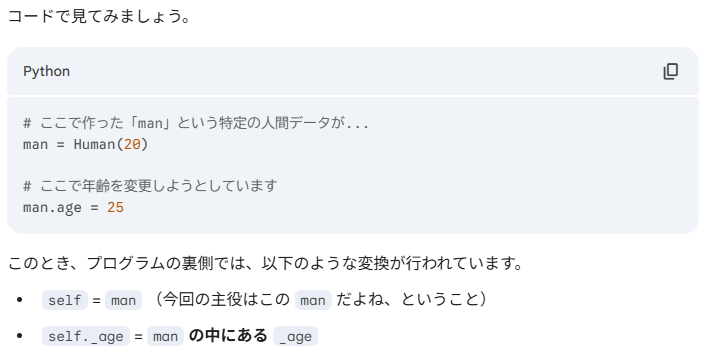 コードで見てみましょう。
Python
# ここで作った「man」という特定の人間データが...
man = Human(20)
# ここで年齢を変更しようとしています
man.age = 25
このとき、プログラムの裏側では、以下のような変換が行われています。
• self = man （今回の主役はこの man だよね、ということ）
• self._age = man の中にある _age